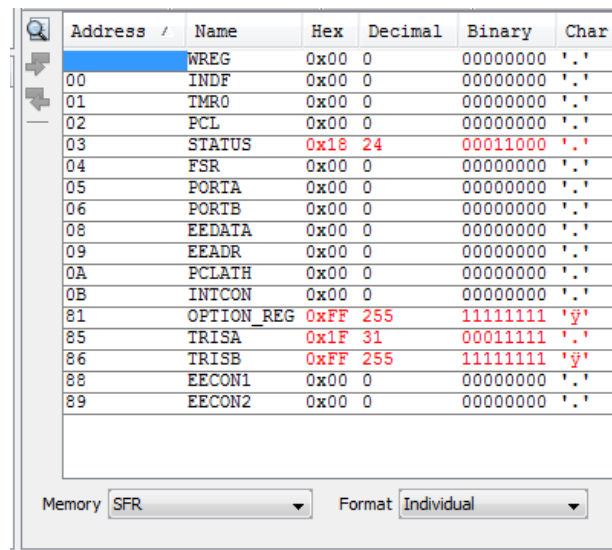 Address / Name Hex Decimal Binary Char
WREG 0x00 0 00000000 '.'
00 INDF 0x00 0 00000000 '.'
01 TMR0 0x00 0 00000000 '.'
02 PCL 0x00 0 00000000 '.'
03 STATUS 0x18 24 00011000 '.'
04 FSR 0x00 0 00000000 '.'
05 PORTA 0x00 0 00000000 '.'
06 PORTB 0x00 0 00000000 '.'
08 EEDATA 0x00 0 00000000 '.'
09 EEADR 0x00 0 00000000 '.'
0A PCLATH 0x00 0 00000000 '.'
0B INTCON 0x00 0 00000000 '.'
81 OPTION_REG 0xFF 255 11111111 'ÿ'
85 TRISA 0x1F 31 00011111 '.'
86 TRISB 0xFF 255 11111111 'ÿ'
88 EECON1 0x00 0 00000000 '.'
89 EECON2 0x00 0 00000000 '.'
Memory SFR Format Individual